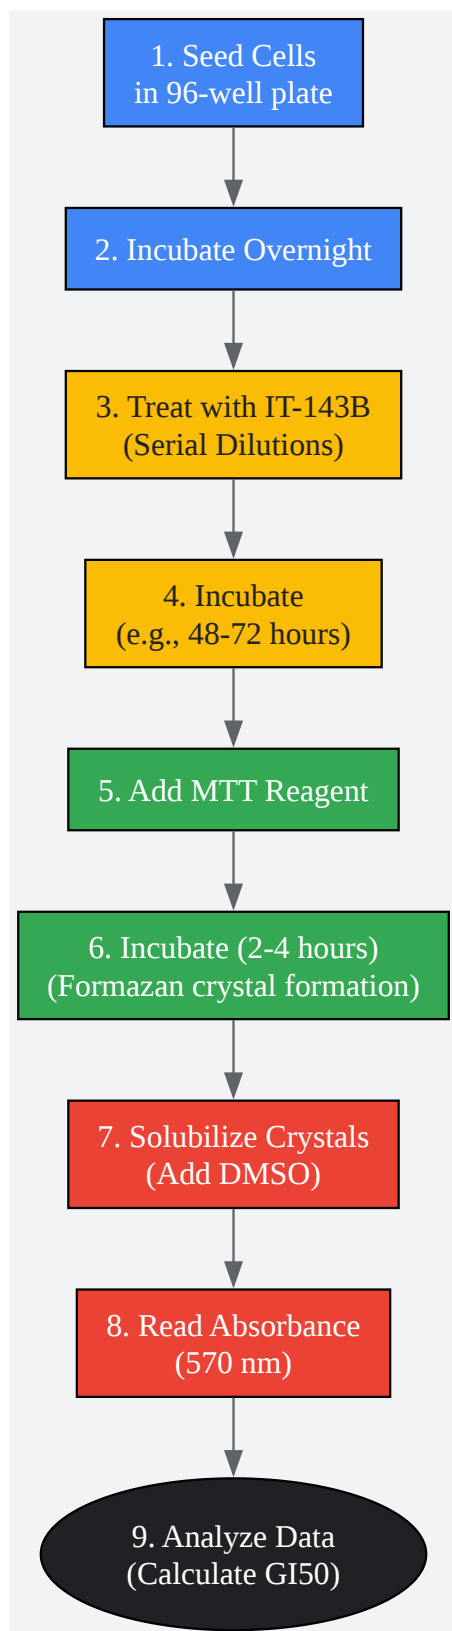 1. Seed Cells
in 96-well plate
2. Incubate Overnight
3. Treat with IT-143B
(Serial Dilutions)
4. Incubate
(e.g., 48-72 hours)
5. Add MTT Reagent
6. Incubate (2-4 hours)
(Formazan crystal formation)
7. Solubilize Crystals
(Add DMSO)
8. Read Absorbance
(570 nm)
9. Analyze Data
(Calculate GI50)